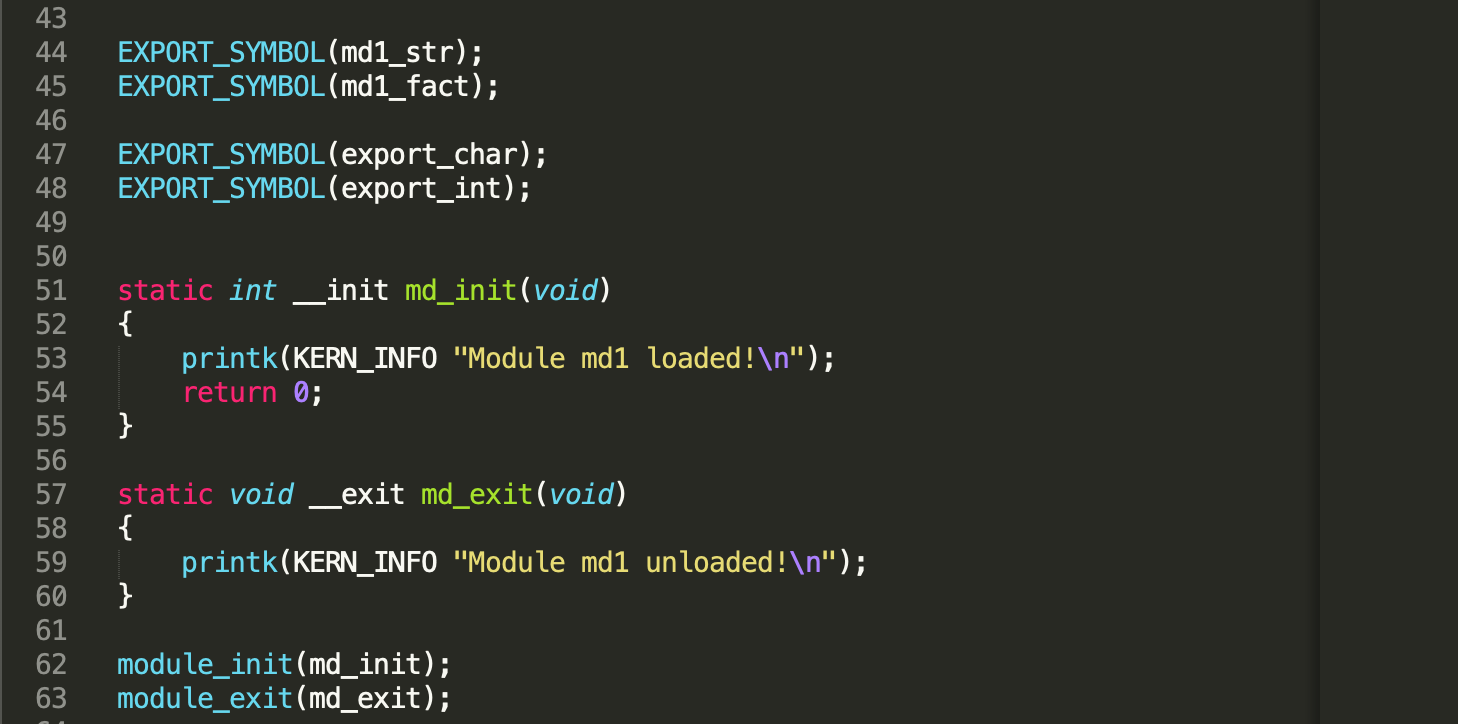 43
44 EXPORT_SYMBOL(md1_str);
45 EXPORT_SYMBOL(md1_fact);
46
47 EXPORT_SYMBOL(export_char);
48 EXPORT_SYMBOL(export_int);
49
50
51 static int __init md_init(void)
52 {
53     printk(KERN_INFO "Module md1 loaded!\n");
54     return 0;
55 }
56
57 static void __exit md_exit(void)
58 {
59     printk(KERN_INFO "Module md1 unloaded!\n");
60 }
61
62 module_init(md_init);
63 module_exit(md_exit);